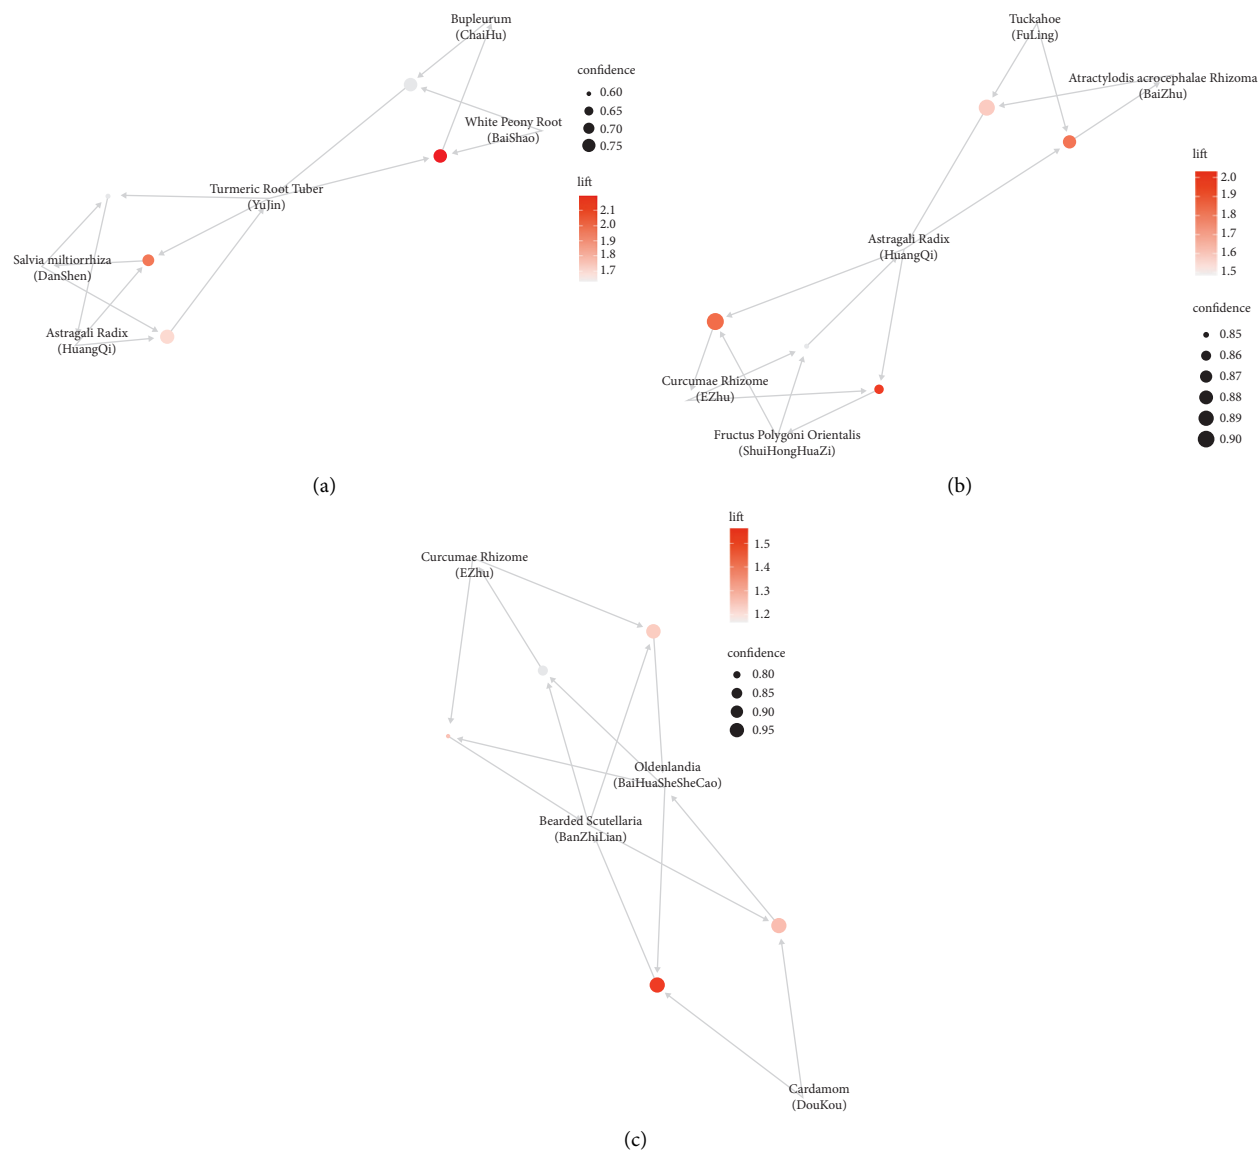 Bupleurum
(ChaiHu)
White Peony Root
(BaiShao)
Turmeric Root Tuber
(YuJin)
Salvia miltiorrhiza
(DanShen)
Astragali Radix
(HuangQi)
confidence
0.60
0.65
0.70
0.75
lift
2.1
2.0
1.9
1.8
1.7
(a)
Tuckahoe
(FuLing)
Atractylodis acrocephalae Rhizoma
(BaiZhu)
Astragali Radix
(HuangQi)
Curcumae Rhizome
(EZhu)
Fructus Polygoni Orientalis
(ShuiHongHuaZi)
lift
2.0
1.9
1.8
1.7
1.6
1.5
confidence
0.85
0.86
0.87
0.88
0.89
0.90
(b)
Curcumae Rhizome
(EZhu)
Oldenlandia
(BaiHuaSheSheCao)
Bearded Scutellaria
(BanZhiLian)
Cardamom
(DouKou)
lift
1.5
1.4
1.3
1.2
confidence
0.80
0.85
0.90
0.95
(c)